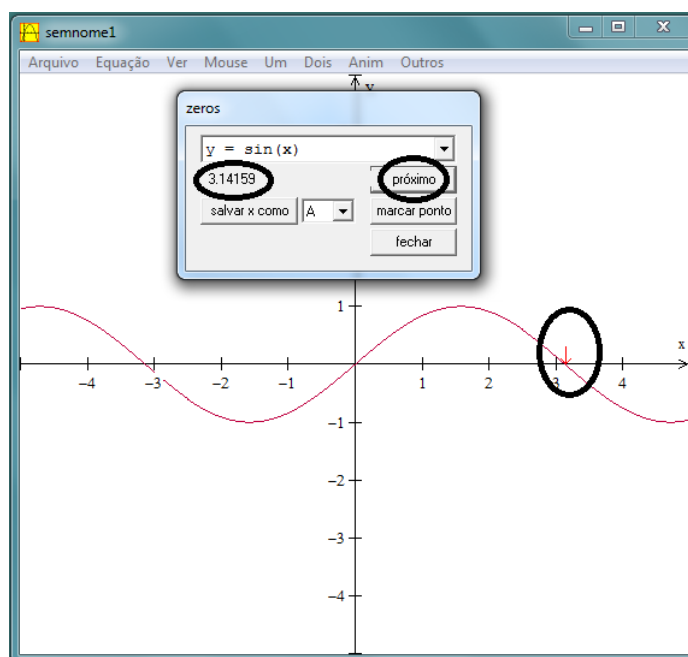 semnome1
Arquivo Equação Ver Mouse Um Dois Anim Outros
y
zeros
y = sin(x)
3.14159 próximo
salvar x como A marcar ponto
fechar
1
x
−4 −3 −2 −1 1 2 3 4
−1
−2
−3
−4